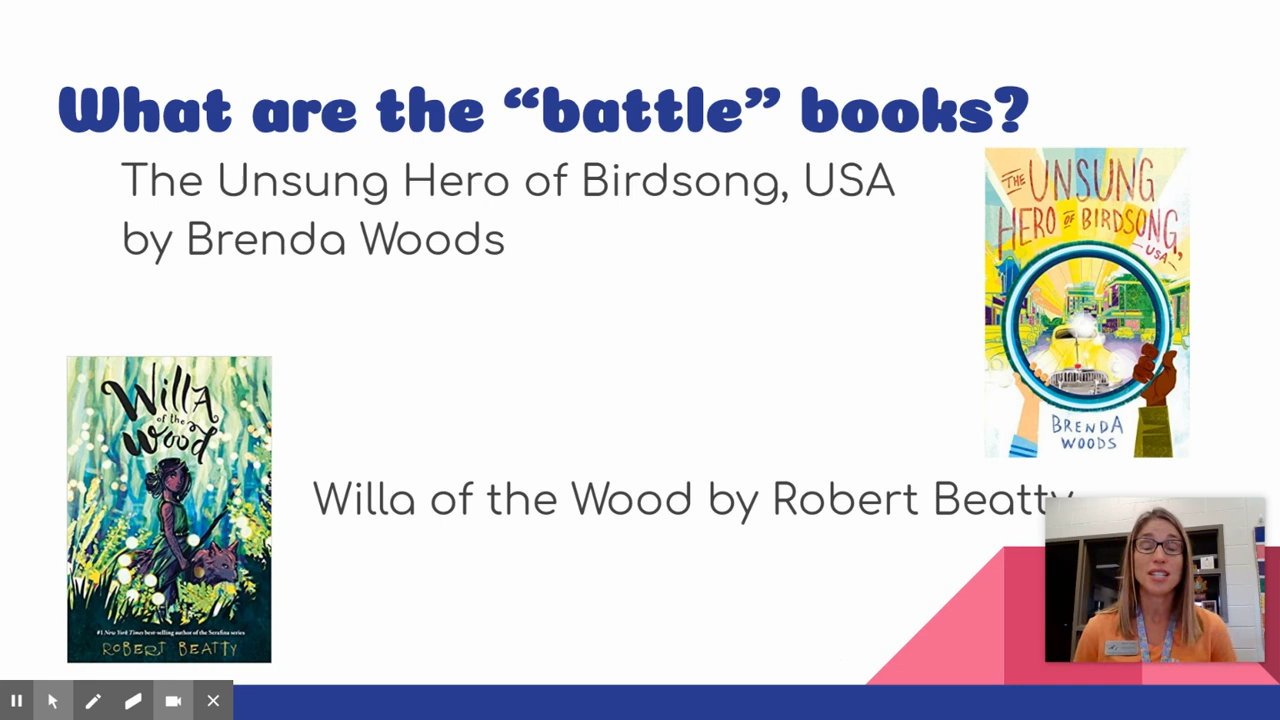 What are the “battle” books?
The Unsung Hero of Birdsong, USA
by Brenda Woods
THE UNSUNG
HERO OF BIRDSONG,
USA
BRENDA
WOODS
Willa
of the
Wood
#1 New York Times best-selling author of the Serafina series
ROBERT BEATTY
Willa of the Wood by Robert Beatty